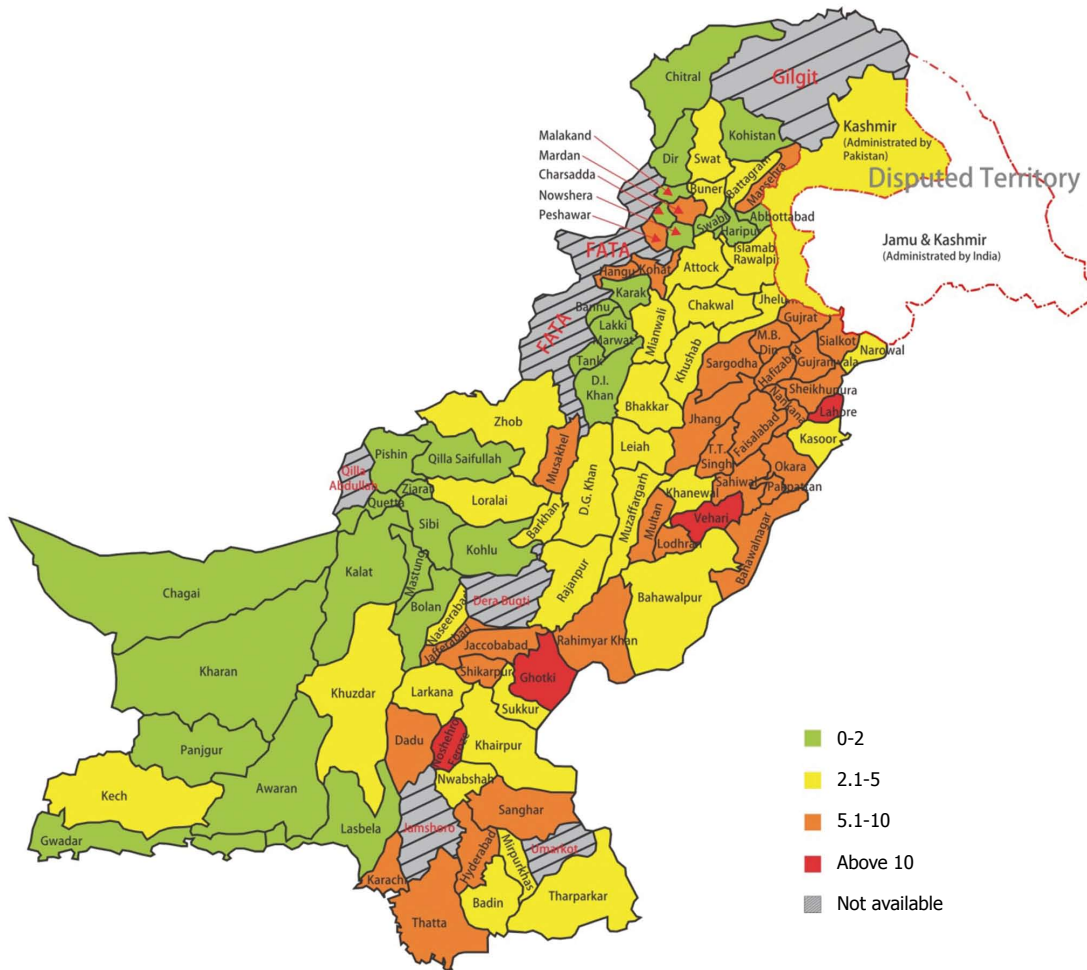 Chitral
Gilgit
Malakand
Mardan
Charsadda
Nowshera
Peshawar
Dir
Swat
Kohistan
Kashmir
(Administrated by
Pakistan)
Disputed Territory
Buner
Battagram
Mansehra
Swabi
Haripur
Abbottabad
Jamu & Kashmir
(Administrated by India)
FATA
Hangu
Kohat
Attock
Islamab
Rawalpi
Karak
Bannu
Lakki
Marwat
Mianwali
Chakwal
Jhelum
Gujrat
FATA
Tank
D.I.
Khan
Khushab
Sargodha
M.B.
Din
Hafizabad
Gujranwala
Sialkot
Narowal
Sheikhupura
Nankana
Lahore
Bhakkar
Jhang
Faisalabad
Kasoor
Zhob
Musakhel
Leiah
T.T.
Singh
Okara
Sahiwal
Pakpattan
Pishin
Qilla Saifullah
Qilla
Abdullah
Ziarat
Quetta
Loralai
Barkhan
D.G. Khan
Muzaffargarh
Khanewal
Multan
Vehari
Lodhran
Bahawalnagar
Sibi
Kohlu
Mastung
Kalat
Chagai
Bolan
Naseerabad
Dera Bugti
Rajanpur
Bahawalpur
Jafferabad
Jaccobabad
Rahimyar Khan
Shikarpur
Ghotki
Kharan
Khuzdar
Larkana
Sukkur
Panjgur
Dadu
Noshehro
Feroze
Khairpur
Kech
Awaran
Nwabshah
Gwadar
Lasbela
Jamshoro
Sanghar
Hyderabad
Mirpurkhas
Umarkot
Karachi
Thatta
Badin
Tharparkar
0-2
2.1-5
5.1-10
Above 10
Not available